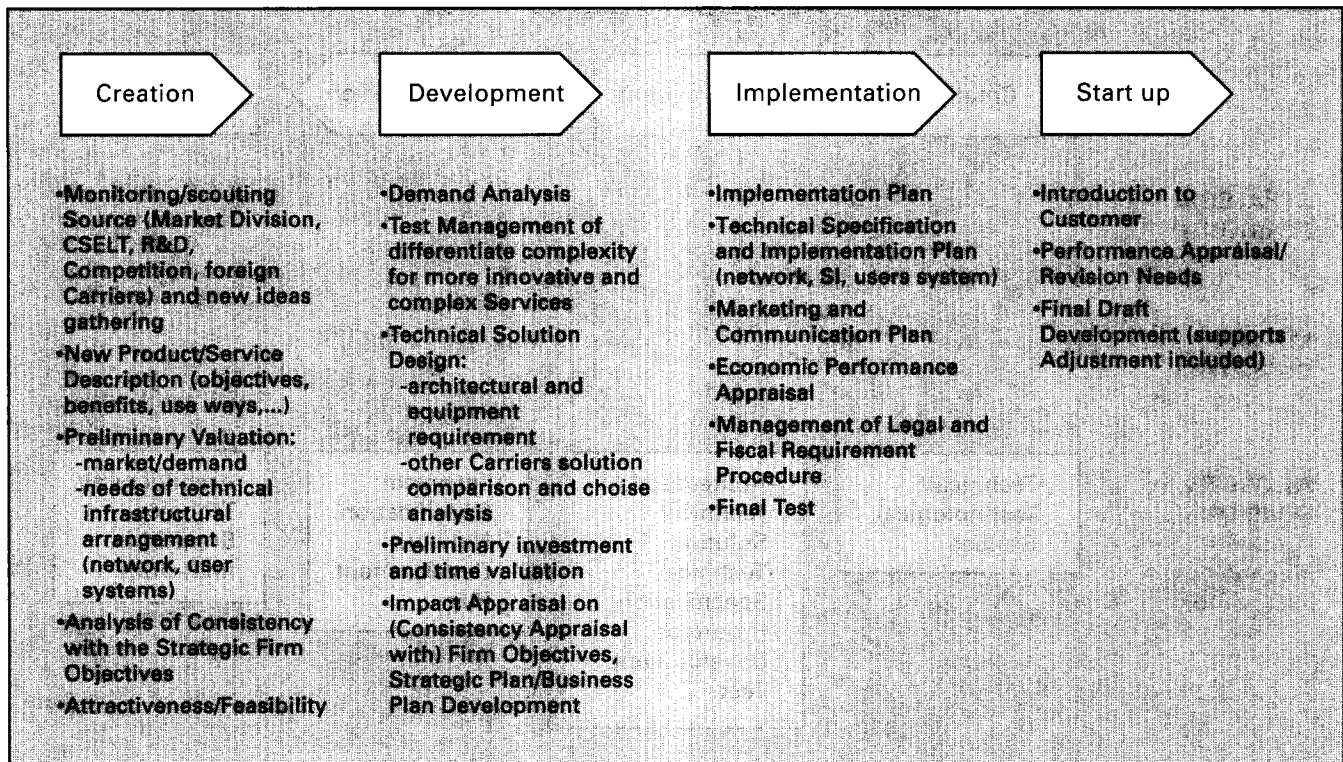 Creation
•Monitoring/scouting
Source (Market Division,
CSELT, R&D,
Competition, foreign
Carriers) and new ideas
gathering
•New Product/Service
Description (objectives,
benefits, use ways,...)
•Preliminary Valuation:
-market/demand
-needs of technical
infrastructural
arrangement
(network, user
systems)
•Analysis of Consistency
with the Strategic Firm
Objectives
•Attractiveness/Feasibility
Development
•Demand Analysis
•Test Management of
differentiate complexity
for more innovative and
complex Services
•Technical Solution
Design:
-architectural and
equipment
requirement
-other Carriers solution
comparison and choise
analysis
•Preliminary investment
and time valuation
•Impact Appraisal on
(Consistency Appraisal
with) Firm Objectives,
Strategic Plan/Business
Plan Development
Implementation
•Implementation Plan
•Technical Specification
and Implementation Plan
(network, SI, users system)
•Marketing and
Communication Plan
•Economic Performance
Appraisal
•Management of Legal and
Fiscal Requirement
Procedure
•Final Test
Start up
•Introduction to
Customer
•Performance Appraisal/
Revision Needs
•Final Draft
Development (supports
Adjustment included)